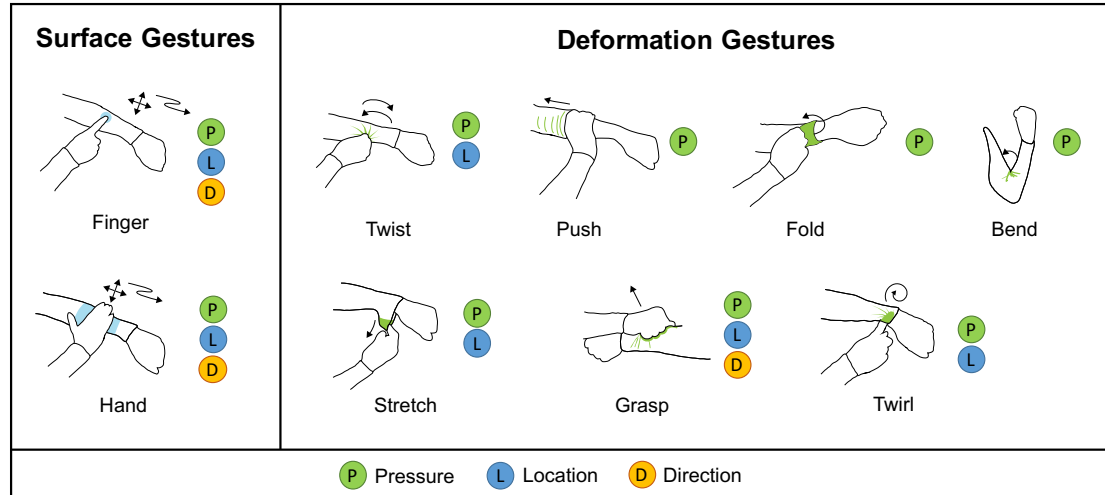 Surface Gestures
P
L
D
Finger
P
L
D
Hand
Deformation Gestures
P
L
Twist
P
Push
P
Fold
P
Bend
P
L
Stretch
P
L
D
Grasp
P
L
Twirl
P Pressure L Location D Direction